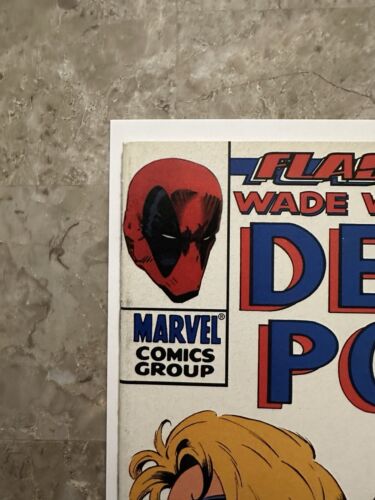 FLAS
WADE W
DE
PO
MARVEL®
COMICS
GROUP